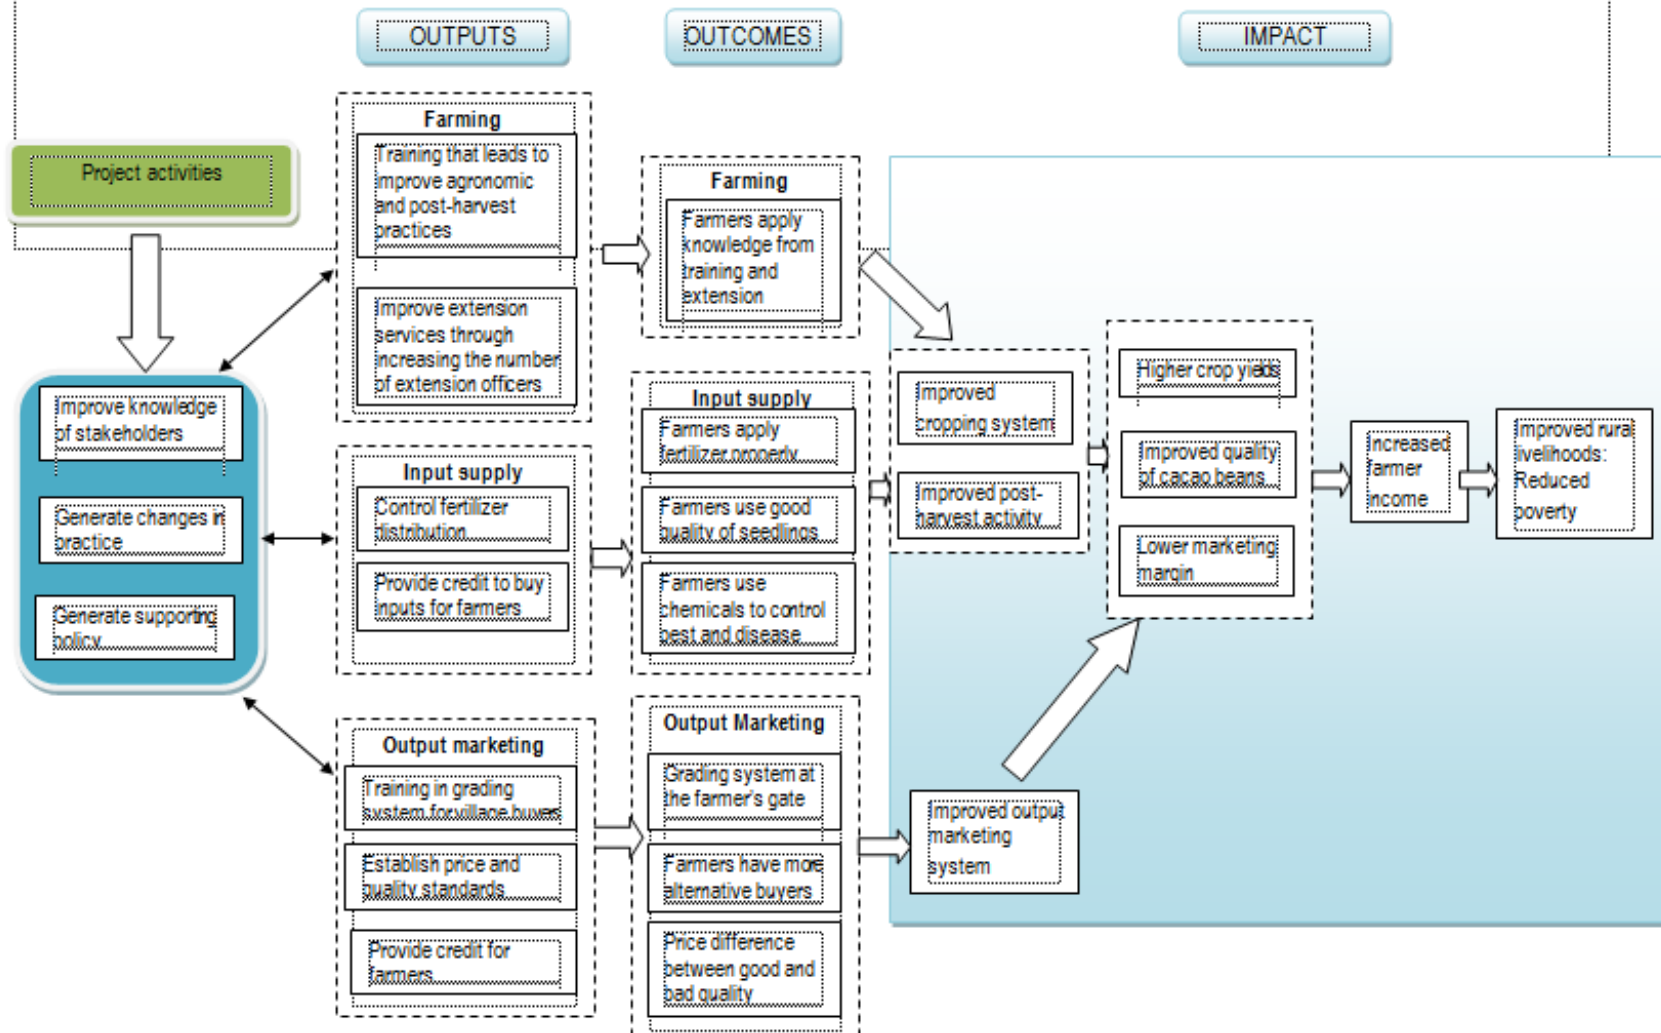 OUTPUTS
OUTCOMES
IMPACT
Project activities
Improve knowledge
of stakeholders
Generate changes in
practice
Generate supporting
policy
Farming
Training that leads to
improve agronomic
and post-harvest
practices
Improve extension
services through
increasing the number
of extension officers
Input supply
Control fertilizer
distribution
Provide credit to buy
inputs for farmers
Output marketing
Training in grading
system for village buyers
Establish price and
quality standards
Provide credit for
farmers
Farming
Farmers apply
knowledge from
training and
extension
Input supply
Farmers apply
fertilizer properly
Farmers use good
quality of seedlings
Farmers use
chemicals to control
pest and disease
Output Marketing
Grading system at
the farmer's gate
Farmers have more
alternative buyers
Price difference
between good and
bad quality
Improved
cropping system
Improved post-
harvest activity
Improved output
marketing
system
Higher crop yields
Improved quality
of cacao beans
Lower marketing
margin
Increased
farmer
income
Improved rural
livelihoods:
Reduced
poverty